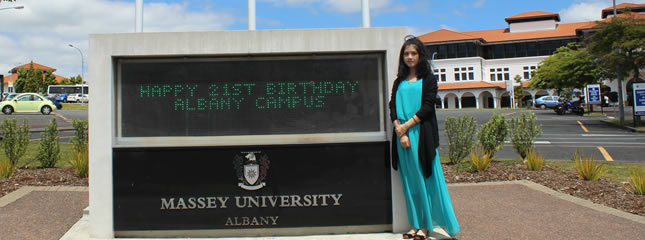 HAPPY 21ST BIRTHDAY
ALBANY CAMPUS
MASSEY UNIVERSITY
ALBANY